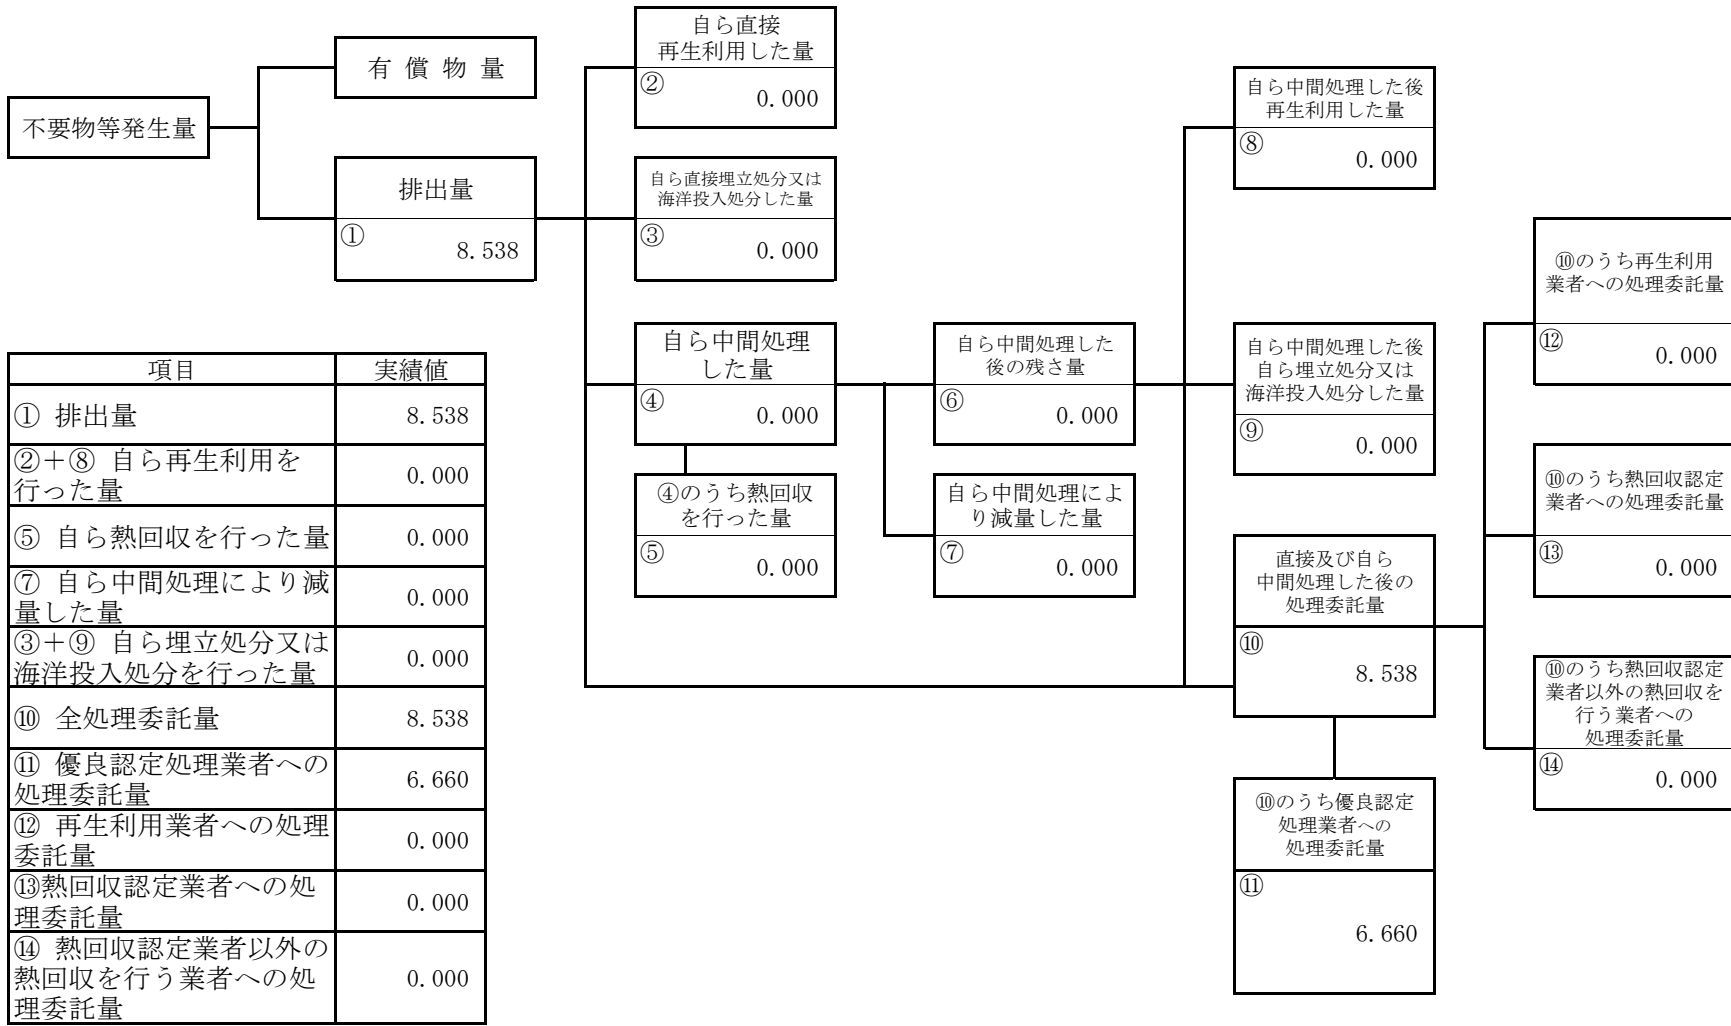 不要物等発生量
有 償 物 量
排出量
①
8.538
自ら直接
再生利用した量
②
0.000
自ら直接埋立処分又は
海洋投入処分した量
③
0.000
自ら中間処理
した量
④
0.000
④のうち熱回収
を行った量
⑤
0.000
自ら中間処理した
後の残さ量
⑥
0.000
自ら中間処理によ
り減量した量
⑦
0.000
自ら中間処理した後
再生利用した量
⑧
0.000
自ら中間処理した後
自ら埋立処分又は
海洋投入処分した量
⑨
0.000
直接及び自ら
中間処理した後の
処理委託量
⑩
8.538
⑩のうち優良認定
処理業者への
処理委託量
⑪
6.660
⑩のうち再生利用
業者への処理委託量
⑫
0.000
⑩のうち熱回収認定
業者への処理委託量
⑬
0.000
⑩のうち熱回収認定
業者以外の熱回収を
行う業者への
処理委託量
⑭
0.000
項目 実績値
① 排出量 8.538
②＋⑧ 自ら再生利用を
行った量 0.000
⑤ 自ら熱回収を行った量 0.000
⑦ 自ら中間処理により減
量した量 0.000
③＋⑨ 自ら埋立処分又は
海洋投入処分を行った量 0.000
⑩ 全処理委託量 8.538
⑪ 優良認定処理業者への
処理委託量 6.660
⑫ 再生利用業者への処理
委託量 0.000
⑬熱回収認定業者への処
理委託量 0.000
⑭ 熱回収認定業者以外の
熱回収を行う業者への処
理委託量 0.000